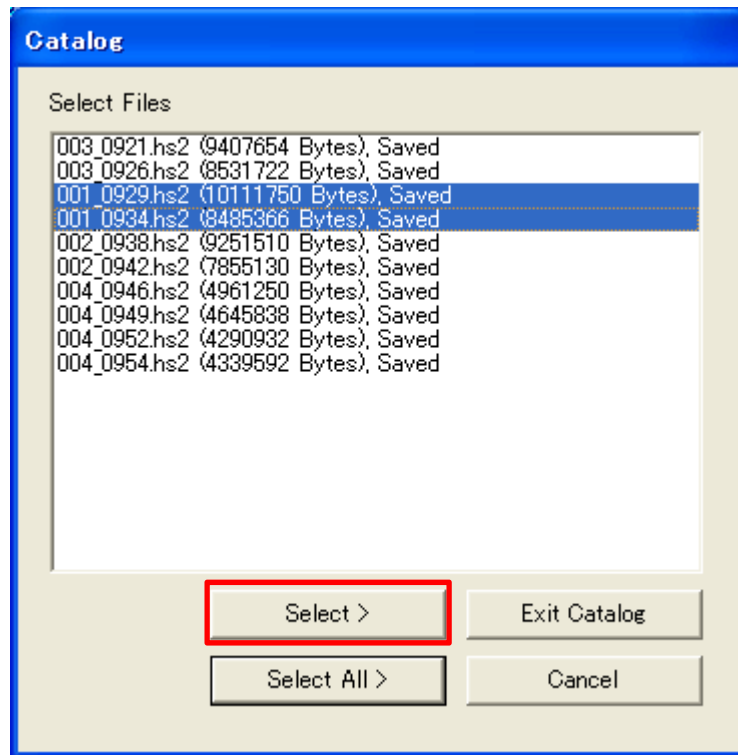 Catalog
Select Files
003_0921.hs2 (9407654 Bytes), Saved
003_0926.hs2 (8531722 Bytes), Saved
001_0929.hs2 (10111750 Bytes), Saved
001_0934.hs2 (8485366 Bytes), Saved
002_0938.hs2 (9251510 Bytes), Saved
002_0942.hs2 (7855130 Bytes), Saved
004_0946.hs2 (4961250 Bytes), Saved
004_0949.hs2 (4645838 Bytes), Saved
004_0952.hs2 (4290932 Bytes), Saved
004_0954.hs2 (4339592 Bytes), Saved
Select > Exit Catalog
Select All > Cancel